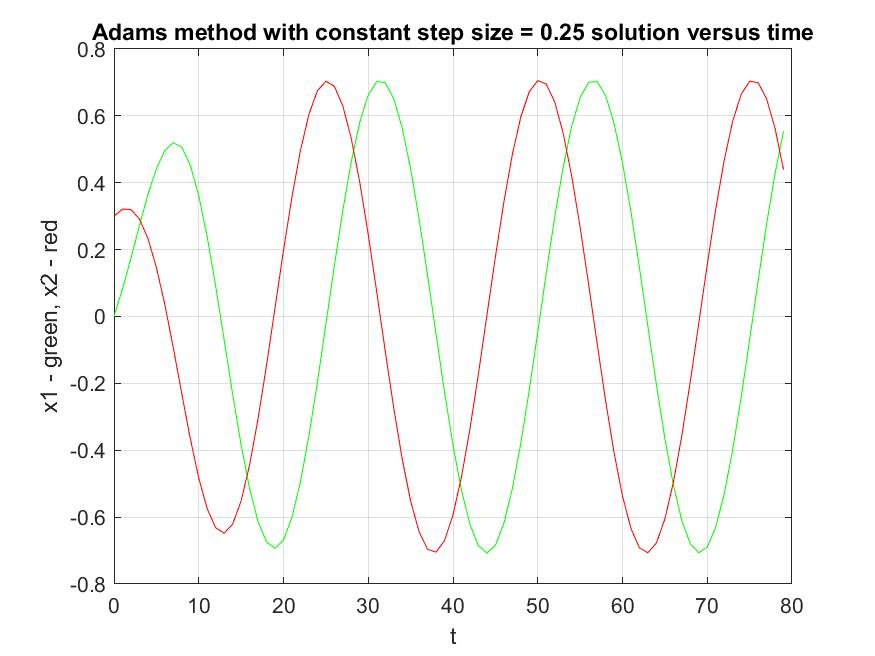 Adams method with constant step size = 0.25 solution versus time
0.8
0.6
0.4
0.2
0
-0.2
-0.4
-0.6
-0.8
x1 - green, x2 - red
0 10 20 30 40 50 60 70 80
t